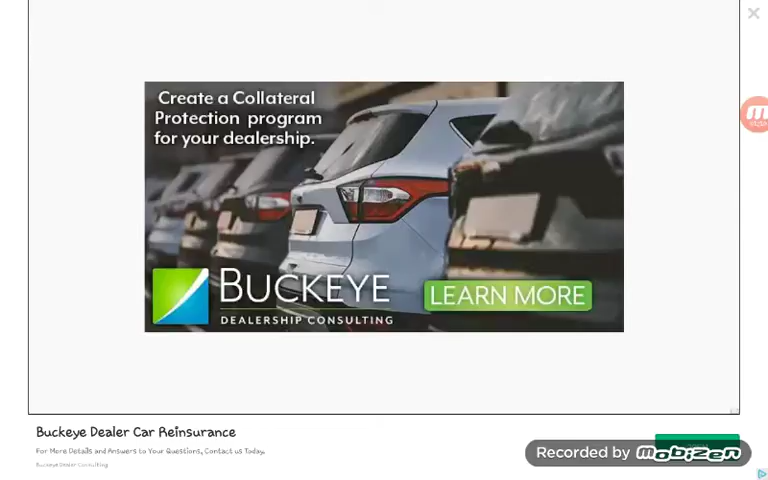 Create a Collateral
Protection program
for your dealership.
BUCKEYE
DEALERSHIP CONSULTING
LEARN MORE
Buckeye Dealer Car Reinsurance
For More Details and Answers to Your Questions, Contact us Today.
Buckeye Dealer Consulting
Recorded by mobizen